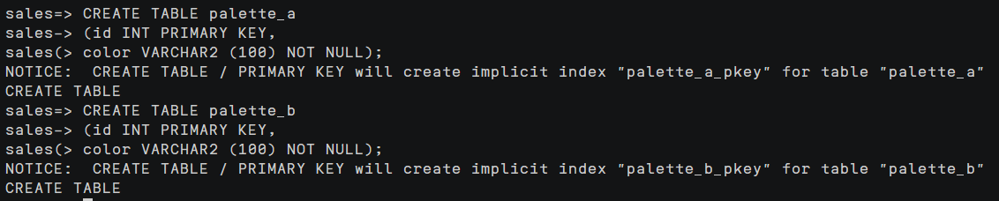 sales=> CREATE TABLE palette_a
sales-> (id INT PRIMARY KEY,
sales(> color VARCHAR2 (100) NOT NULL);
NOTICE:  CREATE TABLE / PRIMARY KEY will create implicit index "palette_a_pkey" for table "palette_a"
CREATE TABLE
sales=> CREATE TABLE palette_b
sales-> (id INT PRIMARY KEY,
sales(> color VARCHAR2 (100) NOT NULL);
NOTICE:  CREATE TABLE / PRIMARY KEY will create implicit index "palette_b_pkey" for table "palette_b"
CREATE TABLE